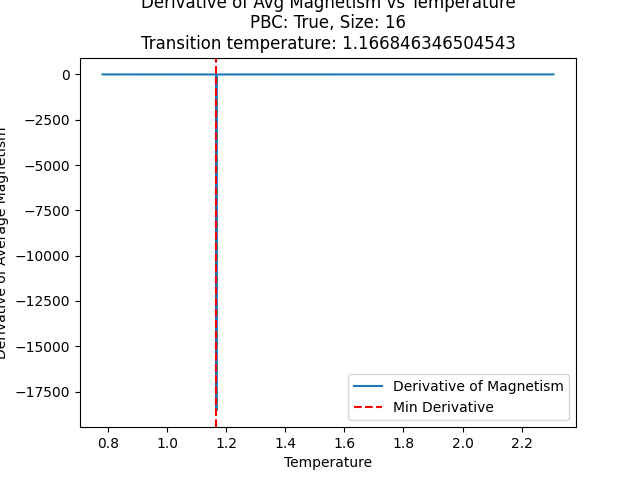 Derivative of Avg Magnetism vs Temperature
PBC: True, Size: 16
Transition temperature: 1.166846346504543
Derivative of Average Magnetism
0
−2500
−5000
−7500
−10000
−12500
−15000
−17500
Derivative of Magnetism
Min Derivative
0.8 1.0 1.2 1.4 1.6 1.8 2.0 2.2
Temperature